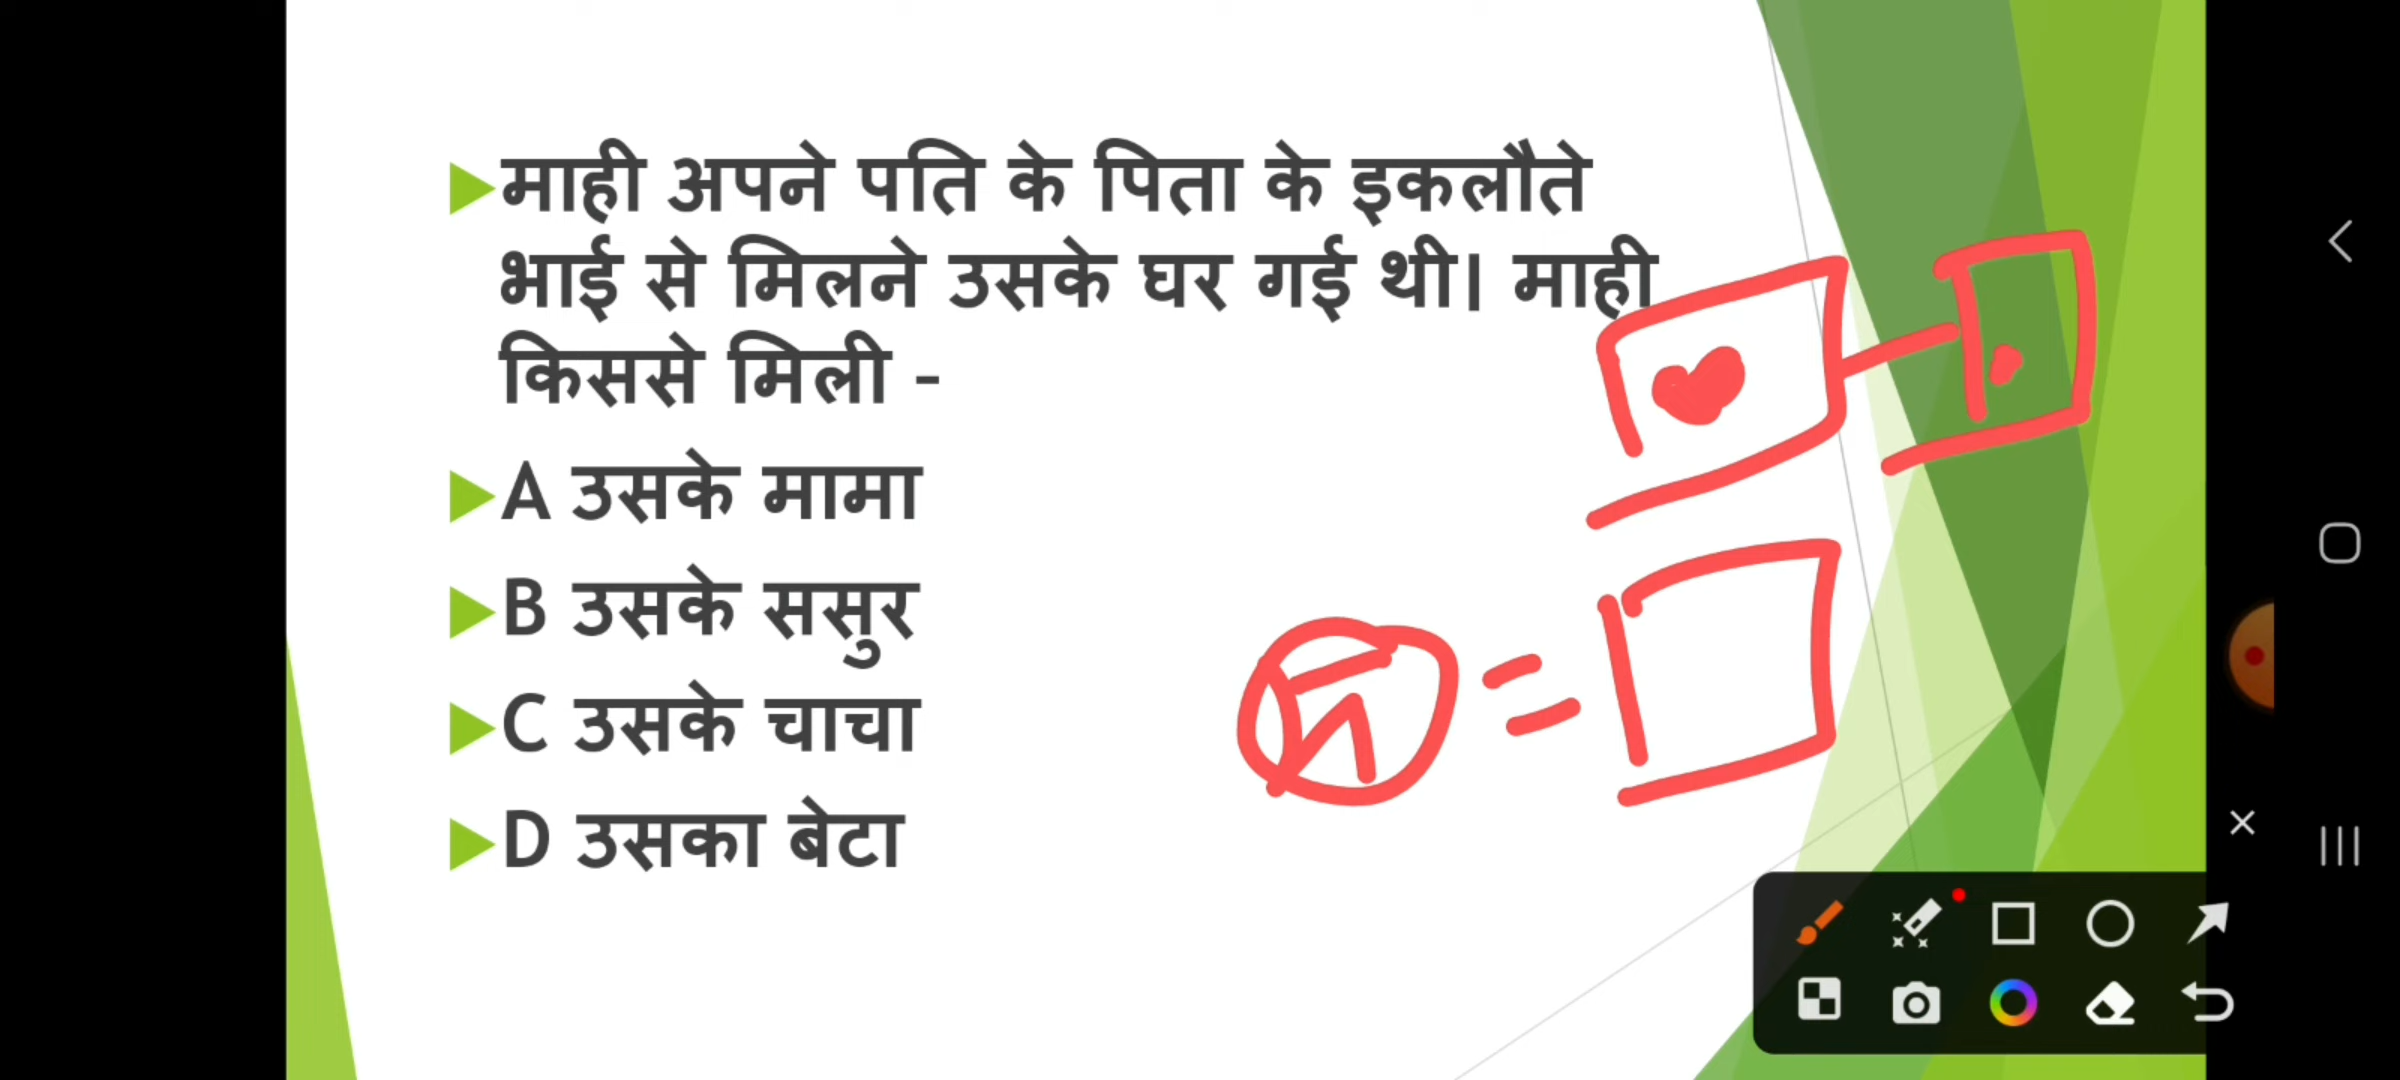 माही अपने पति के पिता के इकलौते
भाई से मिलने उसके घर गई थी। माही
किससे मिली -
A उसके मामा
B उसके ससुर
C उसके चाचा
D उसका बेटा